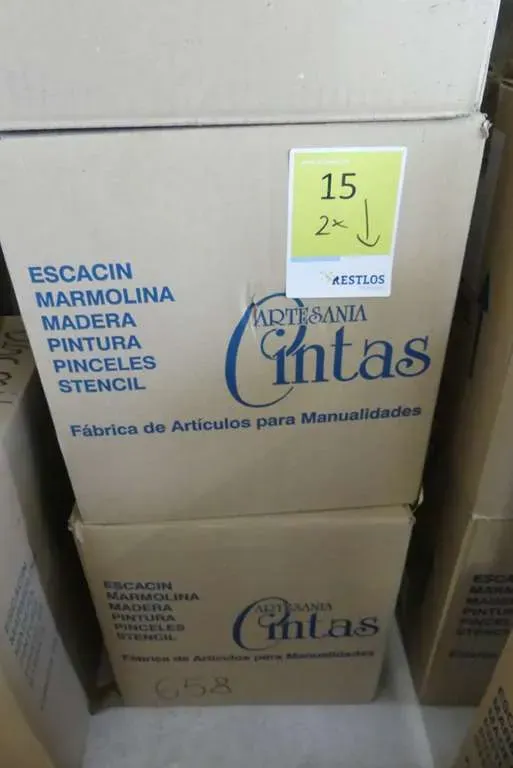 15
2x
RESTLOS
ESCACIN
MARMOLINA
MADERA
PINTURA
PINCELES
STENCIL
ARTESANIA
Cintas
Fábrica de Artículos para Manualidades
ESCACIN
MARMOLINA
MADERA
PINTURA
PINCELES
STENCIL
ARTESANIA
Cintas
Fábrica de Artículos para Manualidades
658